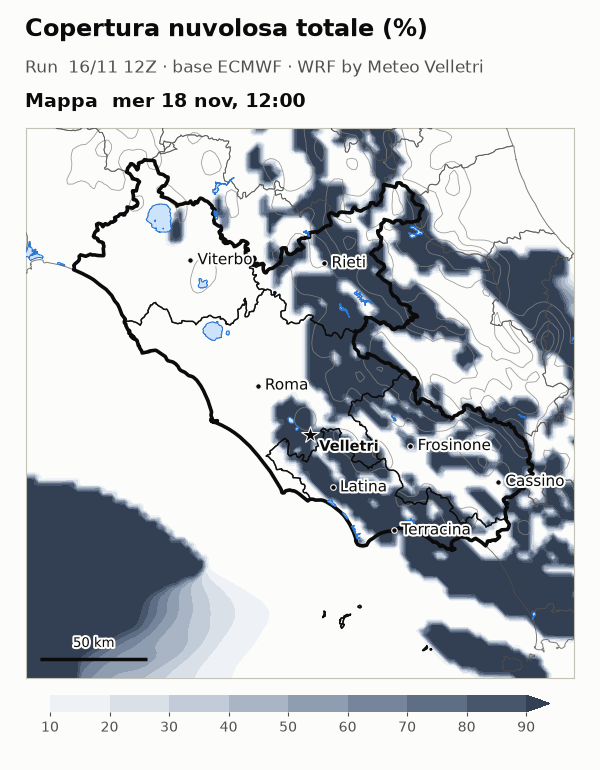 Copertura nuvolosa totale (%)
Run 16/11 12Z · base ECMWF · WRF by Meteo Velletri
Mappa mer 18 nov, 12:00
Viterbo
Rieti
Roma
Velletri
Frosinone
Latina
Cassino
Terracina
50 km
10 20 30 40 50 60 70 80 90